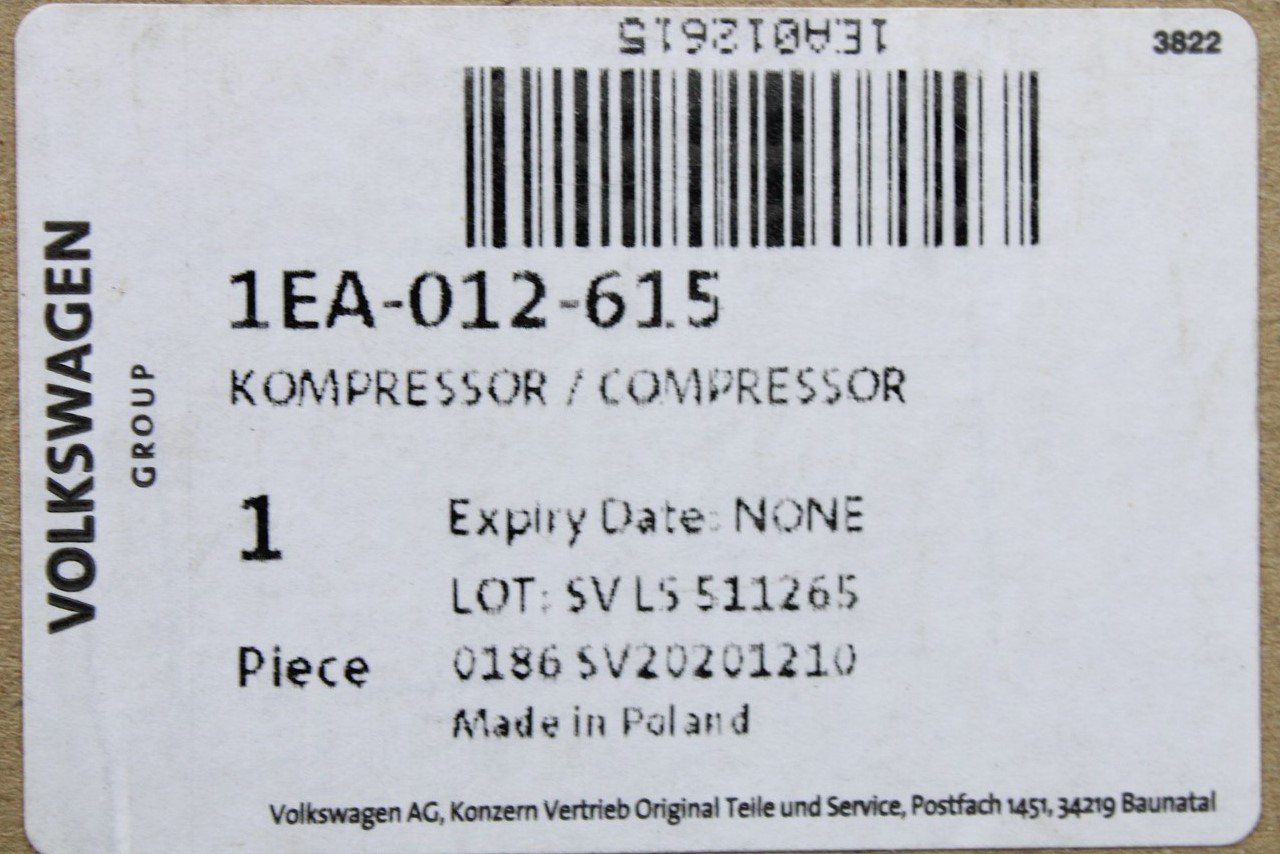 1EA012615
3822
1EA-012-615
KOMPRESSOR / COMPRESSOR
1
Piece
Expiry Date: NONE
LOT: SV LS 511265
0186 SV20201210
Made in Poland
VOLKSWAGEN
GROUP
Volkswagen AG, Konzern Vertrieb Original Teile und Service, Postfach 1451, 34219 Baunatal